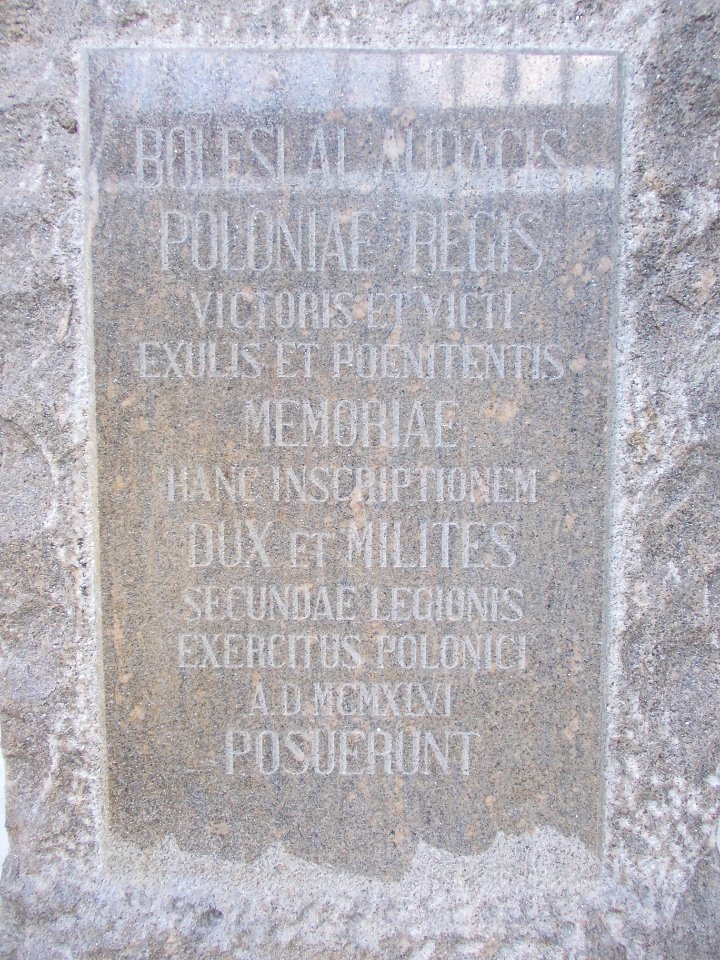 BOLESLAI AUDACIS
POLONIAE REGIS
VICTORIS ET VICTI
EXULIS ET POENITENTIS
MEMORIAE
HANC INSCRIPTIONEM
DUX ET MILITES
SECUNDAE LEGIONIS
EXERCITUS POLONICI
A.D. MCMXLVI
POSUERUNT